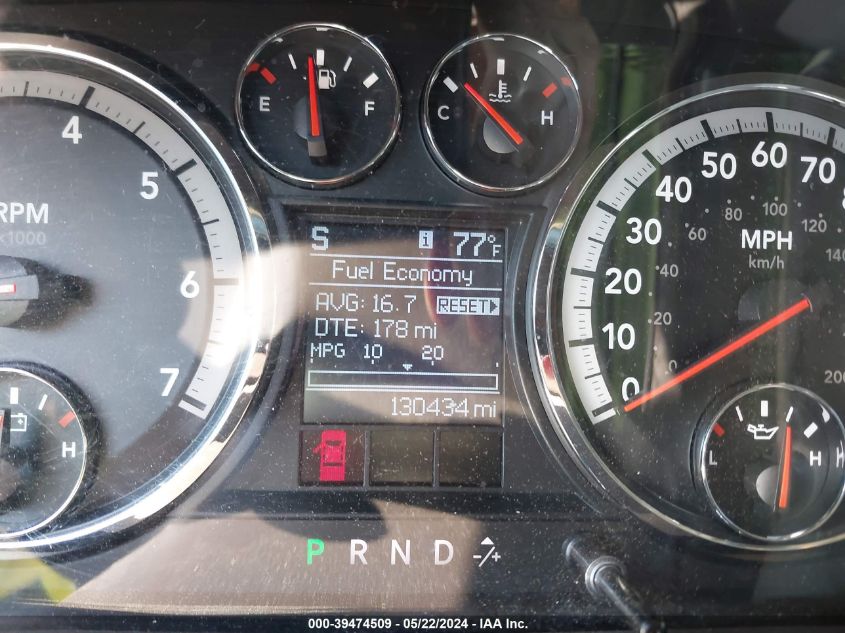 E F
C H
4
5
6
7
RPM
x1000
H
S i 77°F
Fuel Economy
AVG: 16.7 RESET
DTE: 178 mi
MPG 10 20
130434 mi
P R N D -/+
0 10 20 30 40 50 60 70
0 20 40 60 80 100 120 140 200
MPH
km/h
L H
000-39474509 - 05/22/2024 - IAA Inc.